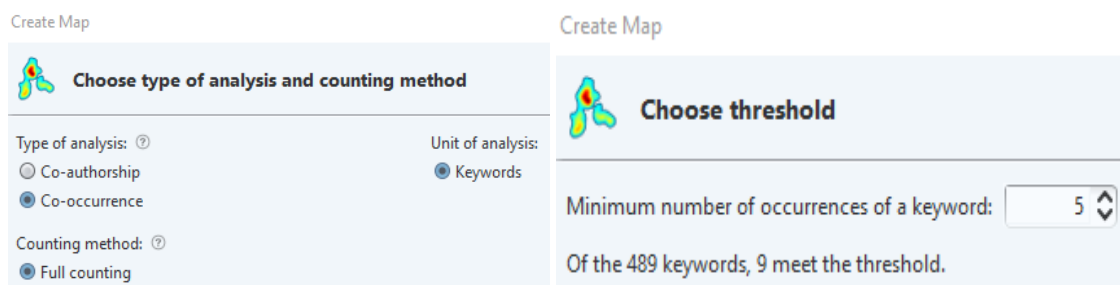 Create Map
Choose type of analysis and counting method
Type of analysis: ?
Unit of analysis:
Co-authorship
Keywords
Co-occurrence
Counting method: ?
Full counting
Create Map
Choose threshold
Minimum number of occurrences of a keyword: 5
Of the 489 keywords, 9 meet the threshold.